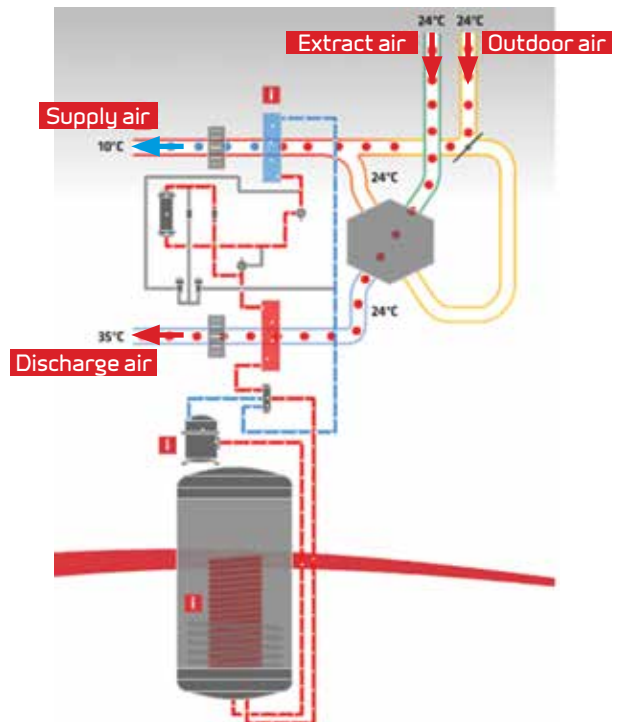 24°C 24°C
Extract air
Outdoor air
Supply air
10°C
24°C
24°C
35°C
Discharge air